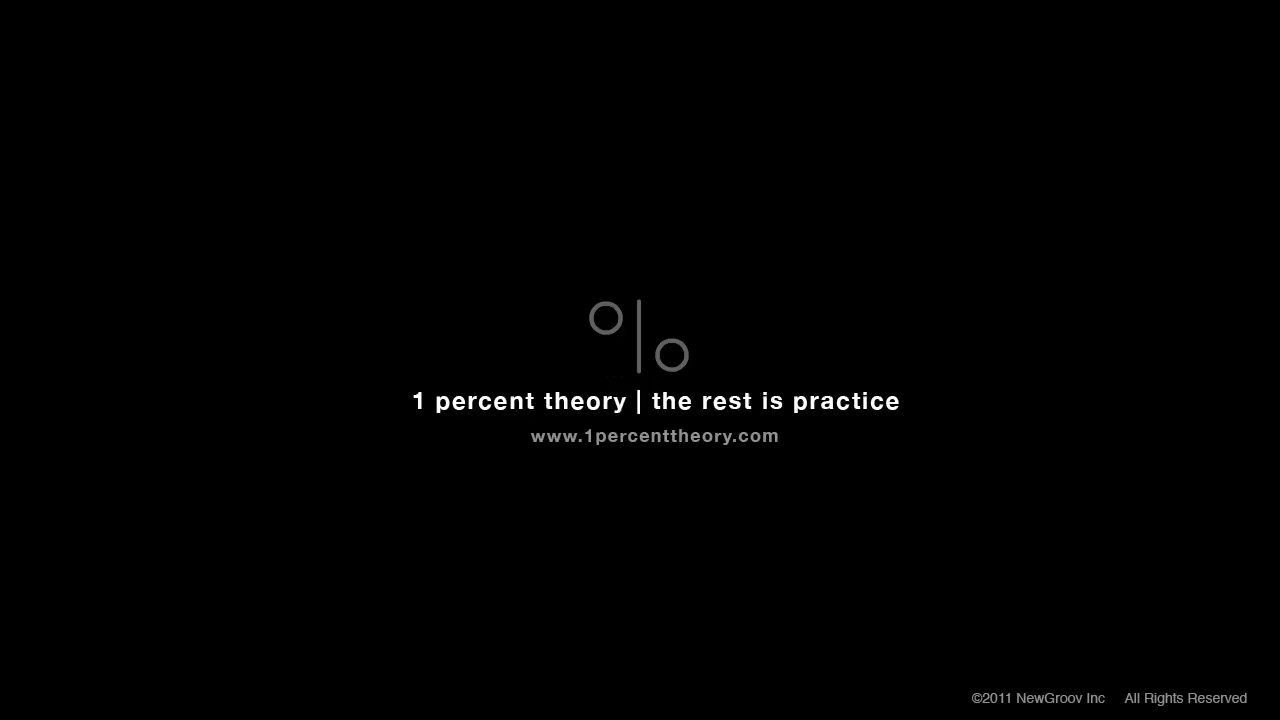 1 percent theory | the rest is practice
www.1percenttheory.com
©2011 NewGroov Inc All Rights Reserved